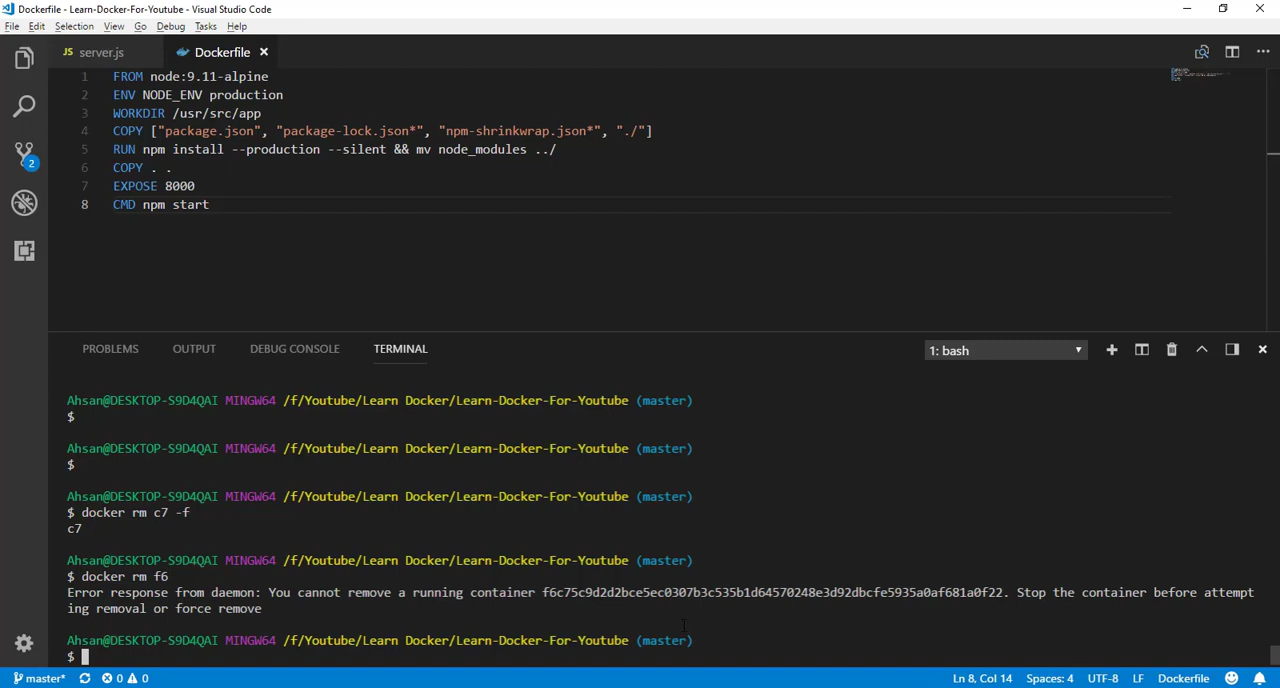 Dockerfile - Learn-Docker-For-Youtube - Visual Studio Code
File Edit Selection View Go Debug Tasks Help
JS server.js Dockerfile ×
1 FROM node:9.11-alpine
2 ENV NODE_ENV production
3 WORKDIR /usr/src/app
4 COPY ["package.json", "package-lock.json*", "npm-shrinkwrap.json*", "./"]
5 RUN npm install --production --silent && mv node_modules ../
6 COPY . .
7 EXPOSE 8000
8 CMD npm start
2
PROBLEMS OUTPUT DEBUG CONSOLE TERMINAL 1: bash
Ahsan@DESKTOP-S9D4QAI MINGW64 /f/Youtube/Learn Docker/Learn-Docker-For-Youtube (master)
$
Ahsan@DESKTOP-S9D4QAI MINGW64 /f/Youtube/Learn Docker/Learn-Docker-For-Youtube (master)
$
Ahsan@DESKTOP-S9D4QAI MINGW64 /f/Youtube/Learn Docker/Learn-Docker-For-Youtube (master)
$ docker rm c7 -f
c7
Ahsan@DESKTOP-S9D4QAI MINGW64 /f/Youtube/Learn Docker/Learn-Docker-For-Youtube (master)
$ docker rm f6
Error response from daemon: You cannot remove a running container f6c75c9d2d2bce5ec0307b3c535b1d64570248e3d92dbcfe5935a0af681a0f22. Stop the container before attempt
ing removal or force remove
Ahsan@DESKTOP-S9D4QAI MINGW64 /f/Youtube/Learn Docker/Learn-Docker-For-Youtube (master)
$
master* 0 0 Ln 8, Col 14 Spaces: 4 UTF-8 LF Dockerfile